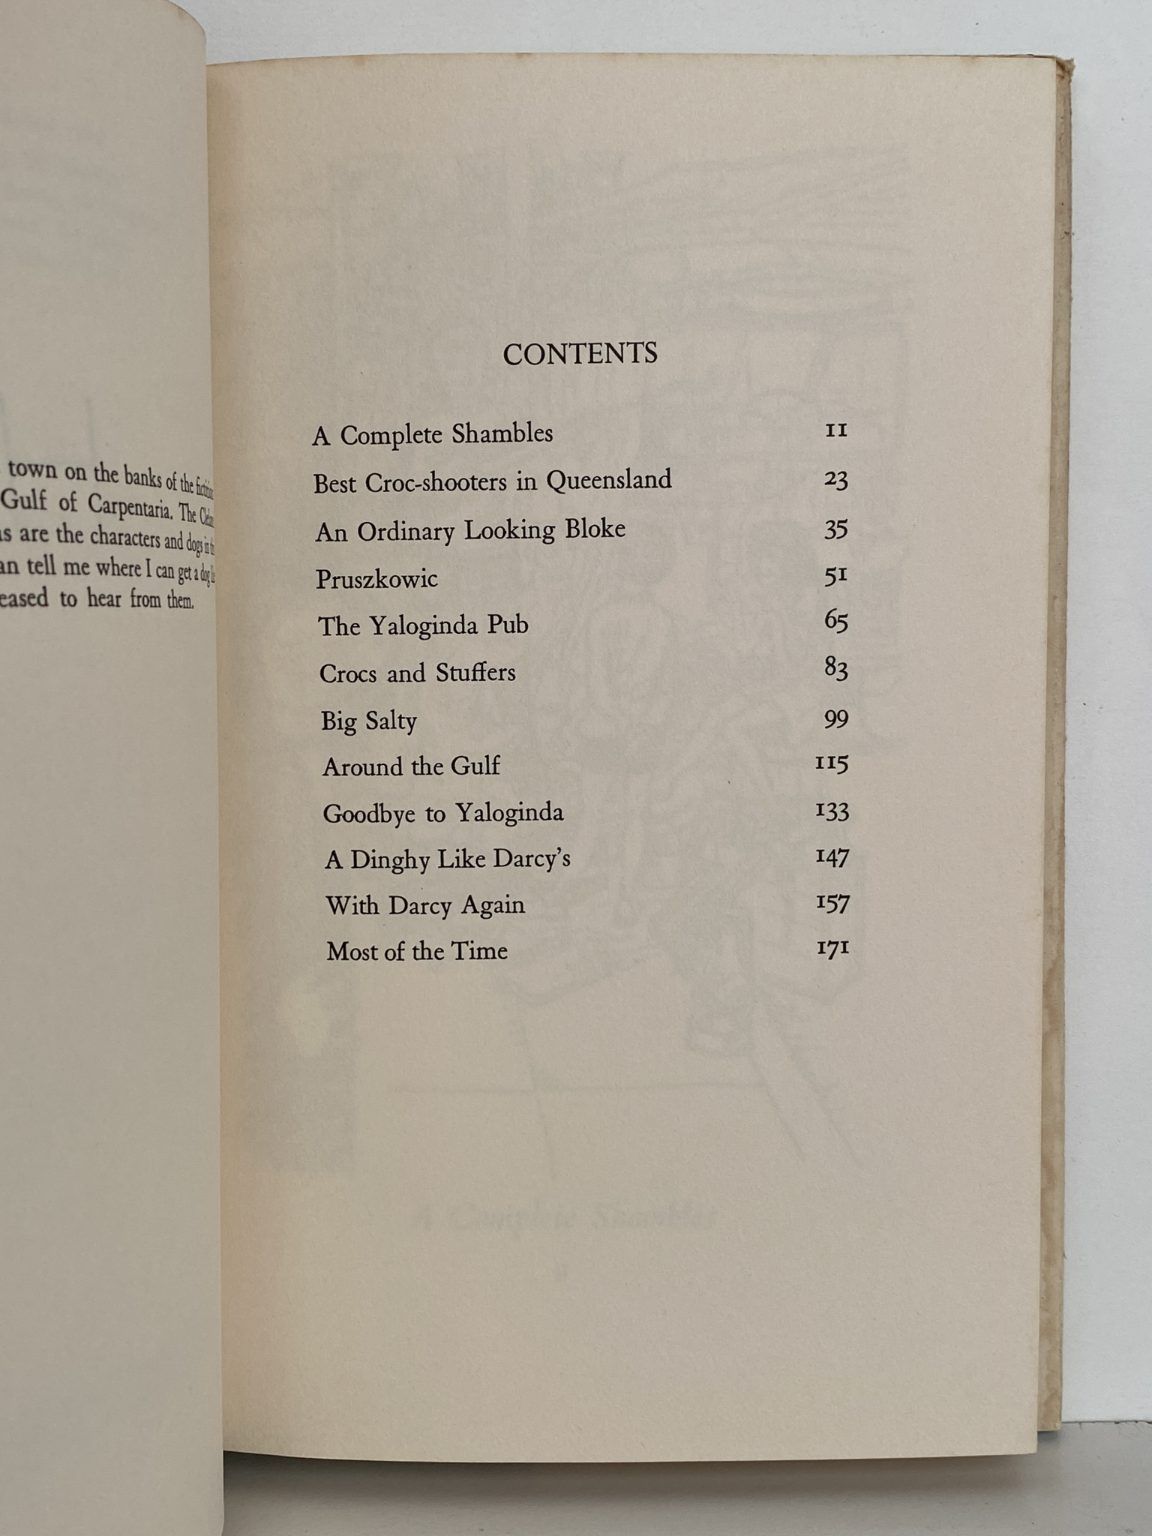 town on the banks of the
Gulf of Carpentaria. The
are the characters and dogs in
tell me where I can get a dog
to hear from them.
CONTENTS
A Complete Shambles 11
Best Croc-shooters in Queensland 23
An Ordinary Looking Bloke 35
Pruszkowic 51
The Yaloginda Pub 65
Crocs and Stuffers 83
Big Salty 99
Around the Gulf 115
Goodbye to Yaloginda 133
A Dinghy Like Darcy's 147
With Darcy Again 157
Most of the Time 171
A Complete Shambles